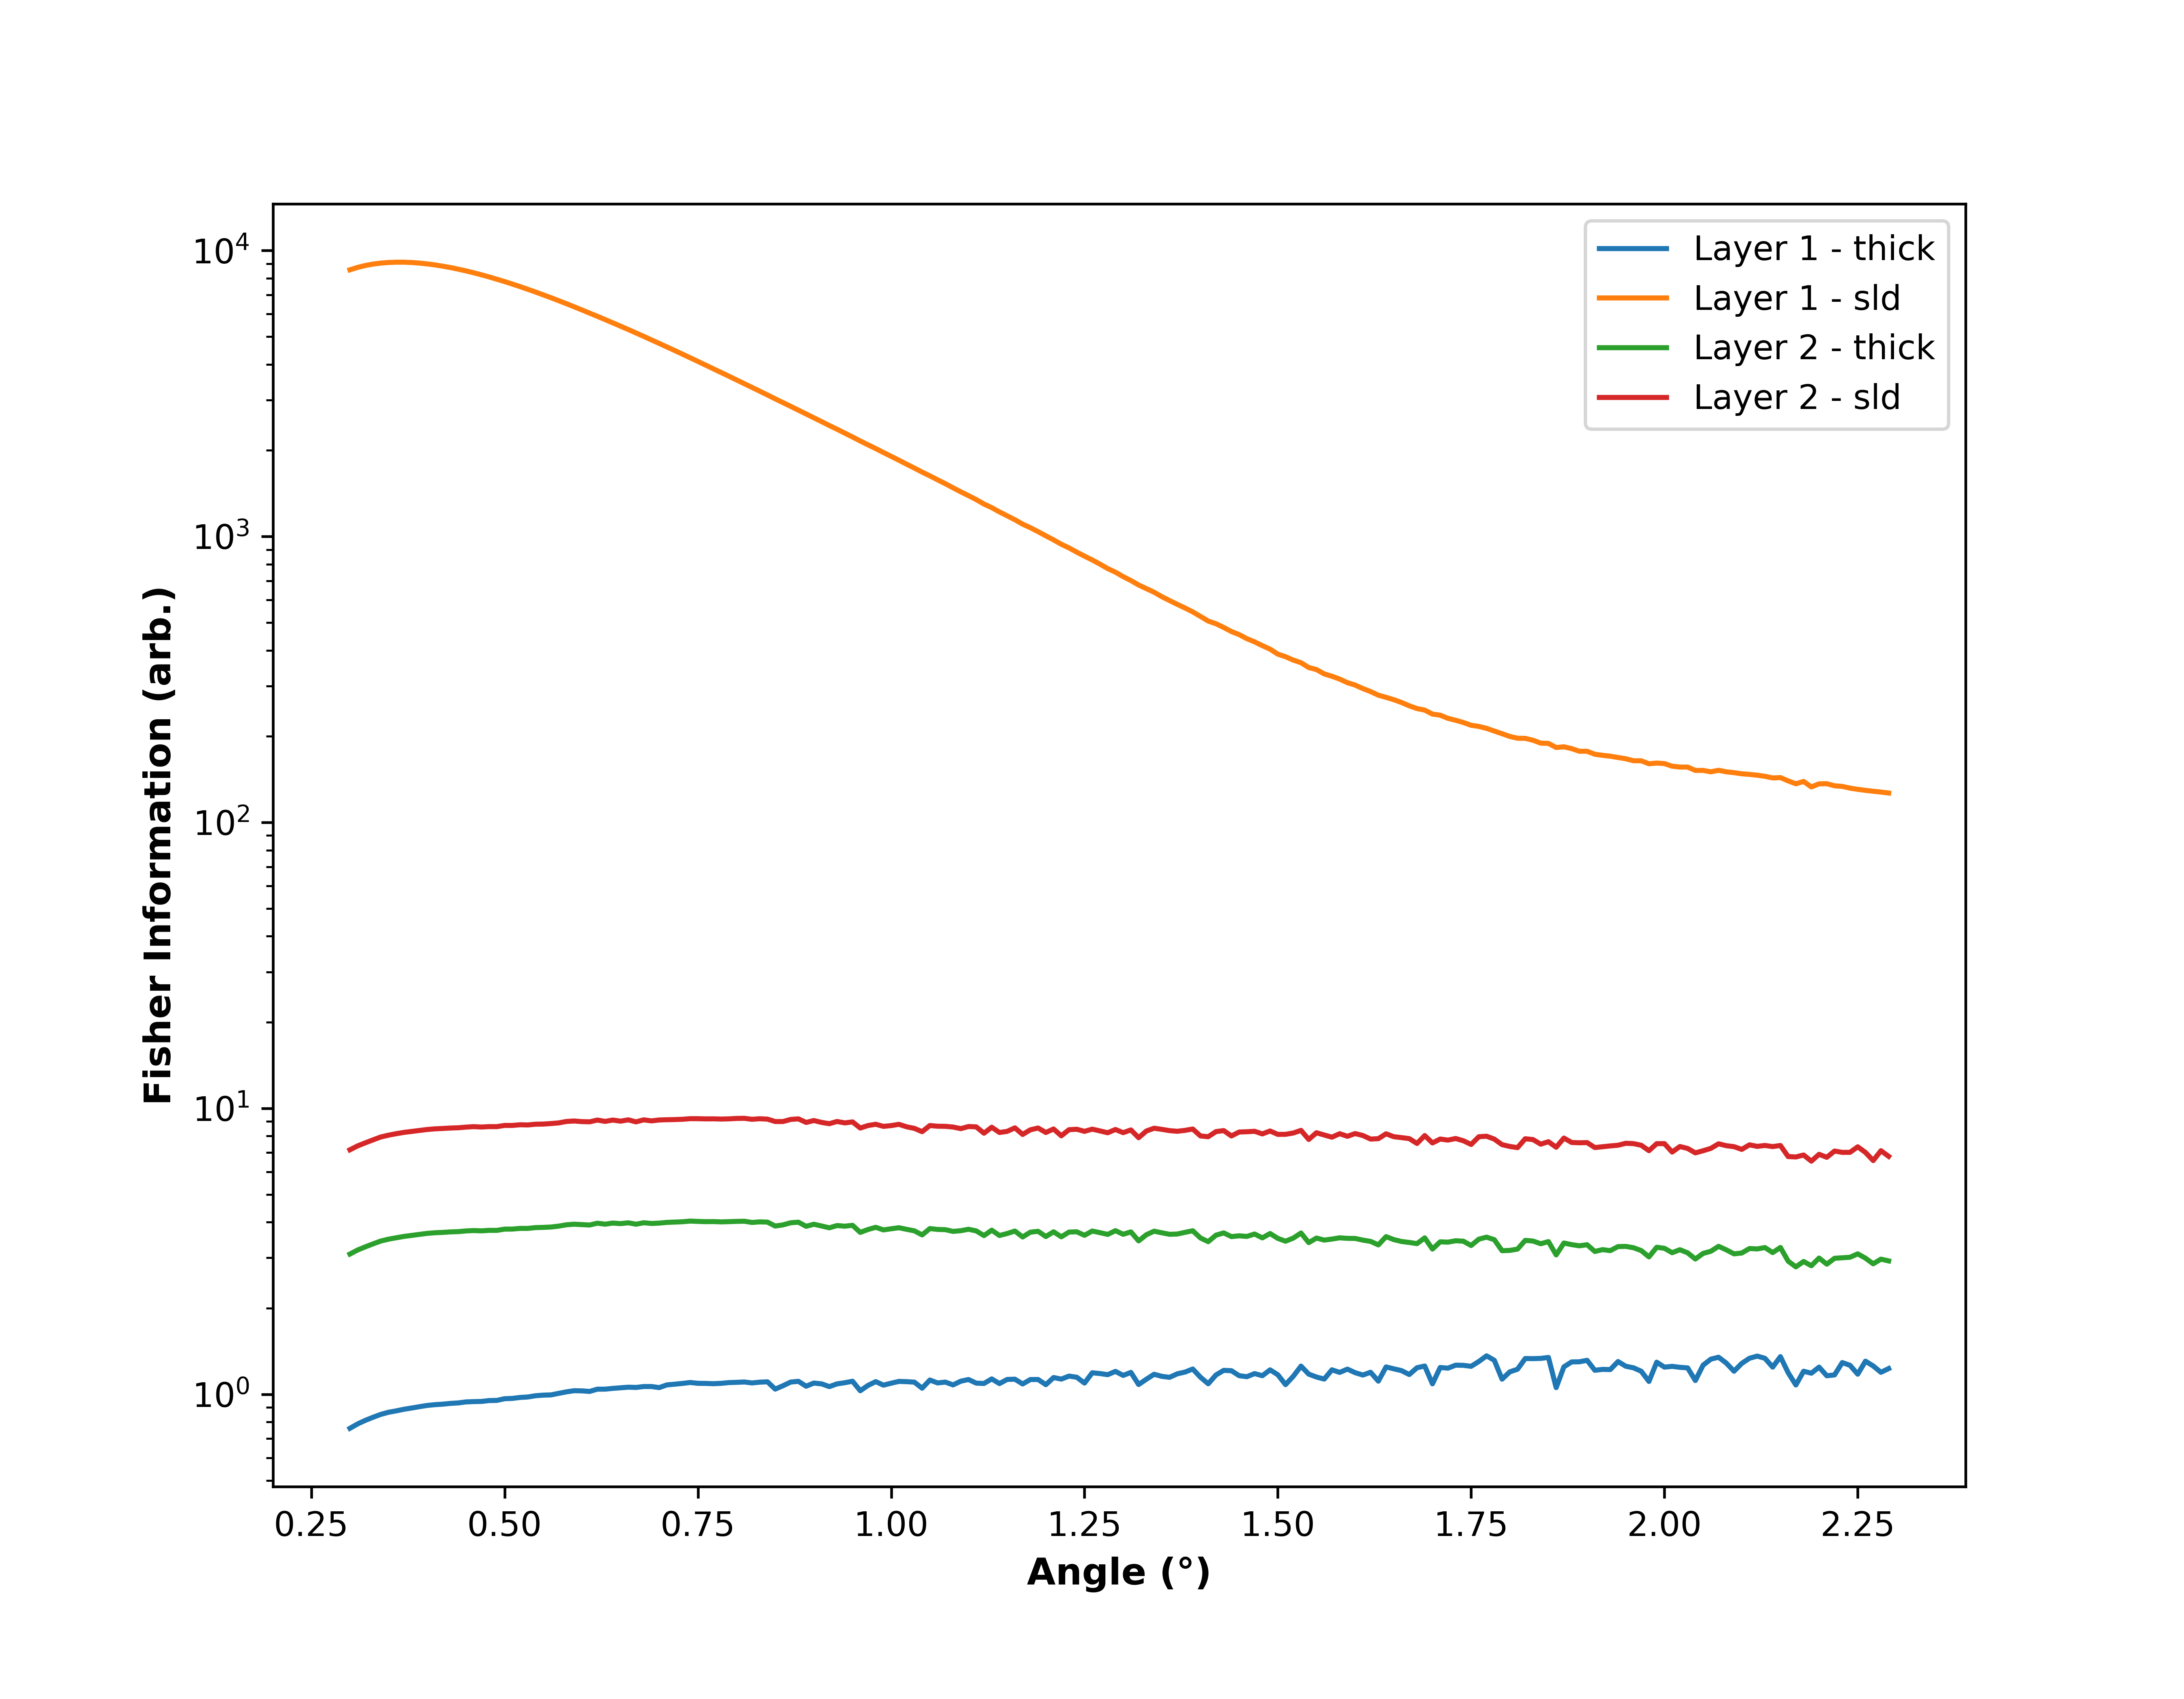 Layer 1 - thick
Layer 1 - sld
Layer 2 - thick
Layer 2 - sld
10⁴
10³
10²
10¹
10⁰
Fisher Information (arb.)
0.25 0.50 0.75 1.00 1.25 1.50 1.75 2.00 2.25
Angle (°)